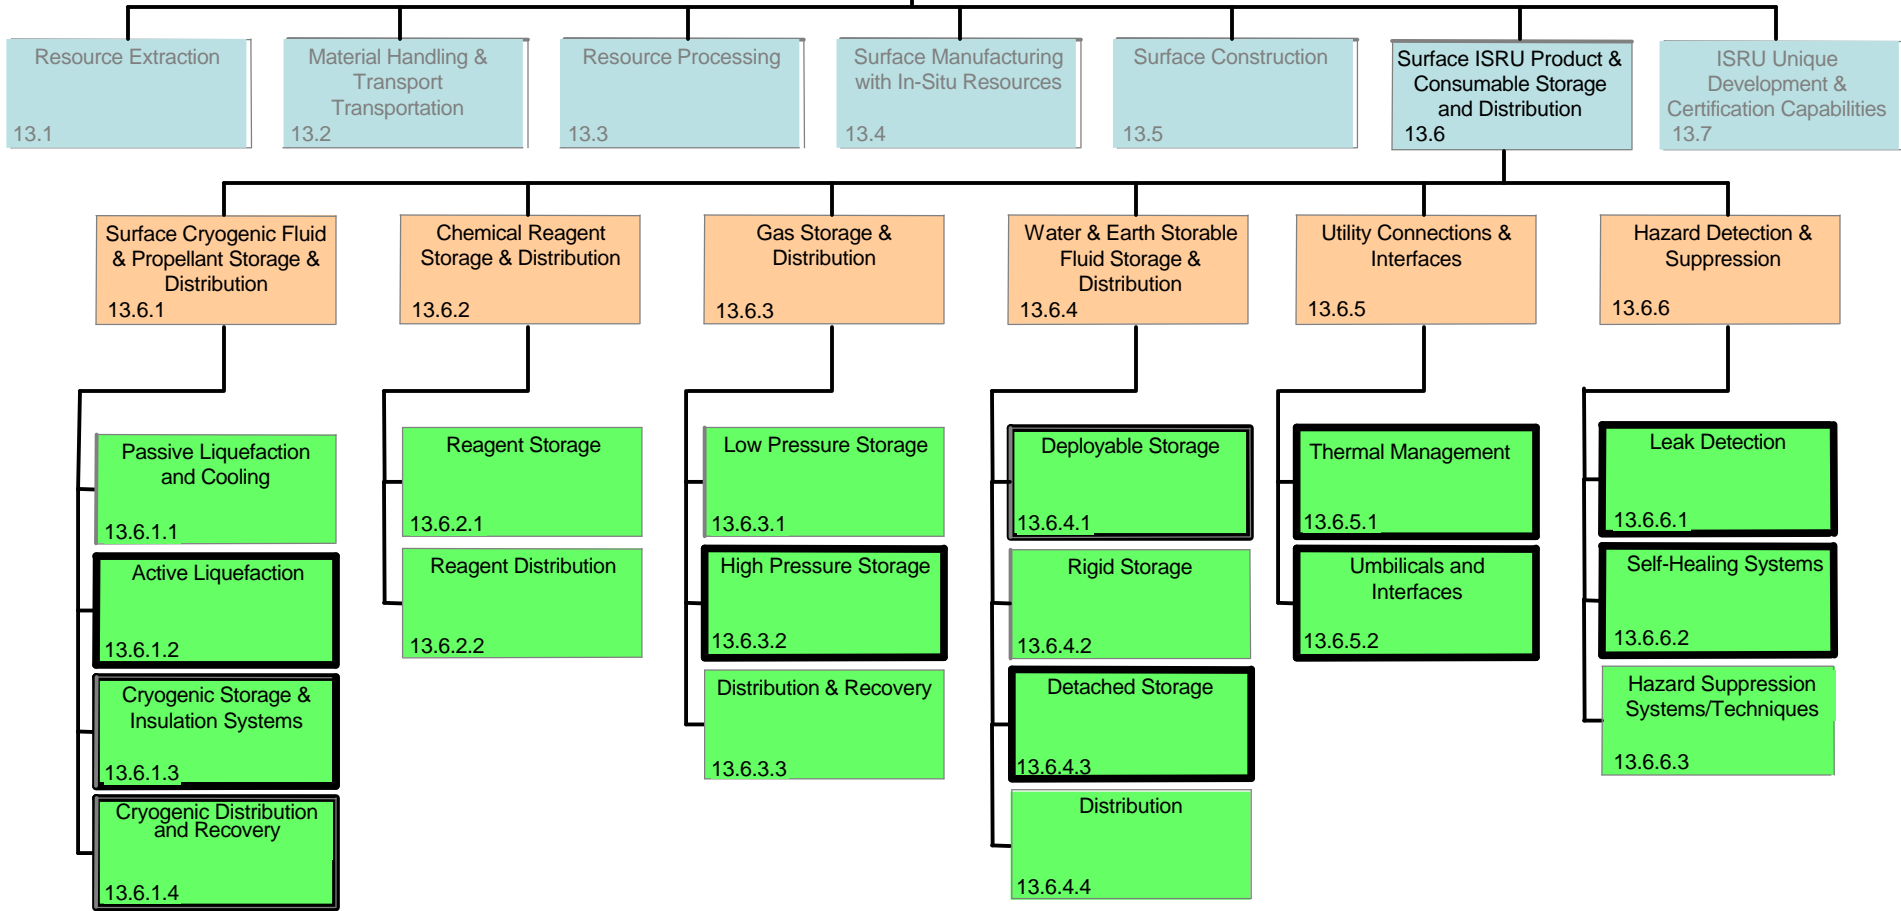 Resource Extraction
13.1
Material Handling &
Transport
Transportation
13.2
Resource Processing
13.3
Surface Manufacturing
with In-Situ Resources
13.4
Surface Construction
13.5
Surface ISRU Product &
Consumable Storage
and Distribution
13.6
ISRU Unique
Development &
Certification Capabilities
13.7
Surface Cryogenic Fluid
& Propellant Storage &
Distribution
13.6.1
Chemical Reagent
Storage & Distribution
13.6.2
Gas Storage &
Distribution
13.6.3
Water & Earth Storable
Fluid Storage &
Distribution
13.6.4
Utility Connections &
Interfaces
13.6.5
Hazard Detection &
Suppression
13.6.6
Passive Liquefaction
and Cooling
13.6.1.1
Active Liquefaction
13.6.1.2
Cryogenic Storage &
Insulation Systems
13.6.1.3
Cryogenic Distribution
and Recovery
13.6.1.4
Reagent Storage
13.6.2.1
Reagent Distribution
13.6.2.2
Low Pressure Storage
13.6.3.1
High Pressure Storage
13.6.3.2
Distribution & Recovery
13.6.3.3
Deployable Storage
13.6.4.1
Rigid Storage
13.6.4.2
Detached Storage
13.6.4.3
Distribution
13.6.4.4
Thermal Management
13.6.5.1
Umbilicals and
Interfaces
13.6.5.2
Leak Detection
13.6.6.1
Self-Healing Systems
13.6.6.2
Hazard Suppression
Systems/Techniques
13.6.6.3